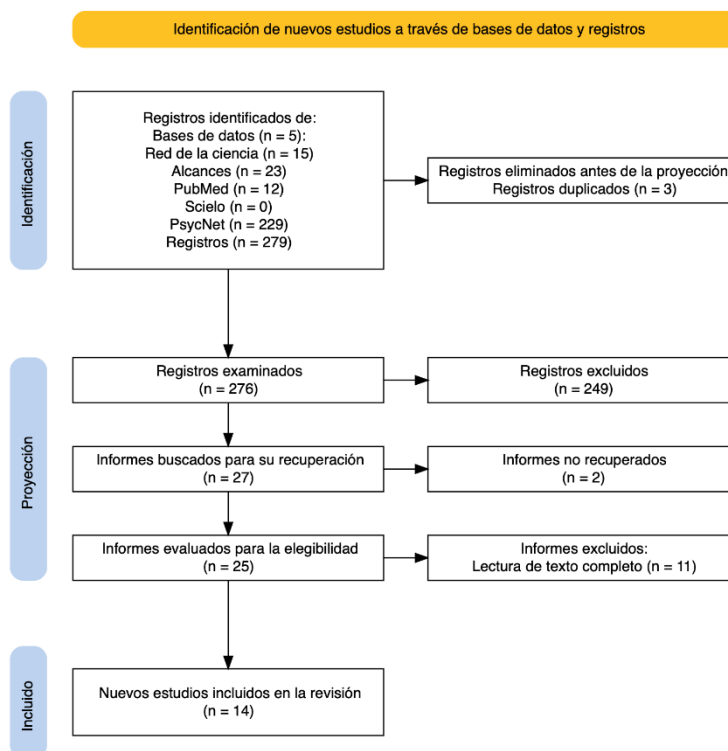 Identificación de nuevos estudios a través de bases de datos y registros
Identificación
Registros identificados de:
Bases de datos (n = 5):
Red de la ciencia (n = 15)
Alcances (n = 23)
PubMed (n = 12)
Scielo (n = 0)
PsycNet (n = 229)
Registros (n = 279)
Registros eliminados antes de la proyección:
Registros duplicados (n = 3)
Proyección
Registros examinados
(n = 276)
Registros excluidos
(n = 249)
Informes buscados para su recuperación
(n = 27)
Informes no recuperados
(n = 2)
Informes evaluados para la elegibilidad
(n = 25)
Informes excluidos:
Lectura de texto completo (n = 11)
Incluido
Nuevos estudios incluidos en la revisión
(n = 14)